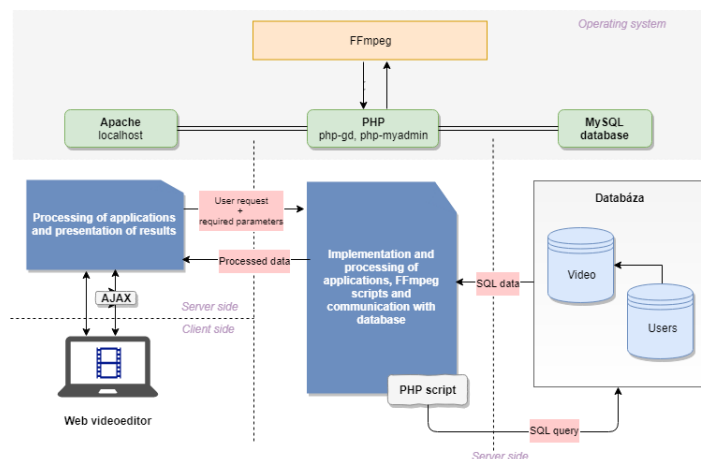 Operating system
FFmpeg
Apache
localhost
PHP
php-gd, php-myadmin
MySQL
database
Processing of applications
and presentation of results
User request
+
required parameters
Processed data
Implementation and
processing of
applications, FFmpeg
scripts and
communication with
database
SQL data
Databáza
Video
Users
AJAX
Server side
Client side
Web videoeditor
PHP script
SQL query
Server side